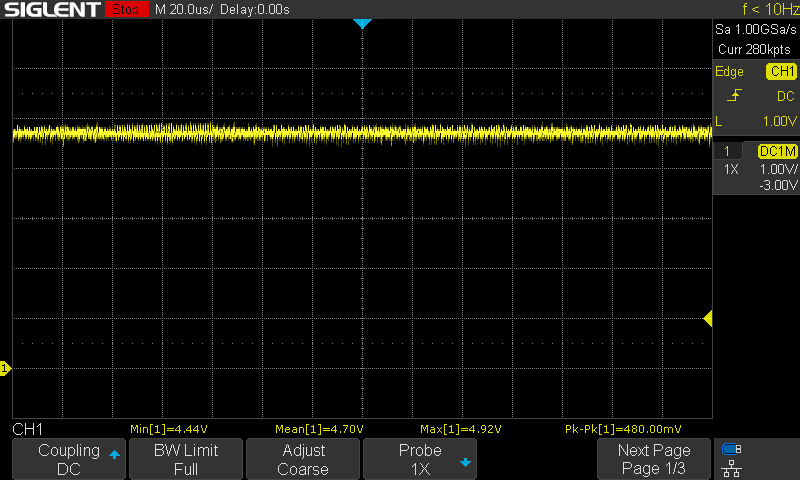 SIGLENT Stop M 20.0us/ Delay:0.00s f < 10Hz
Sa 1.00GSa/s
Curr 280kpts
Edge CH1
DC
L 1.00V
1 DC1M
1X 1.00V/
-3.00V
1
CH1 Min[1]=4.44V Mean[1]=4.70V Max[1]=4.92V Pk-Pk[1]=480.00mV
Coupling BW Limit Adjust Probe Next Page
DC Full Coarse 1X Page 1/3